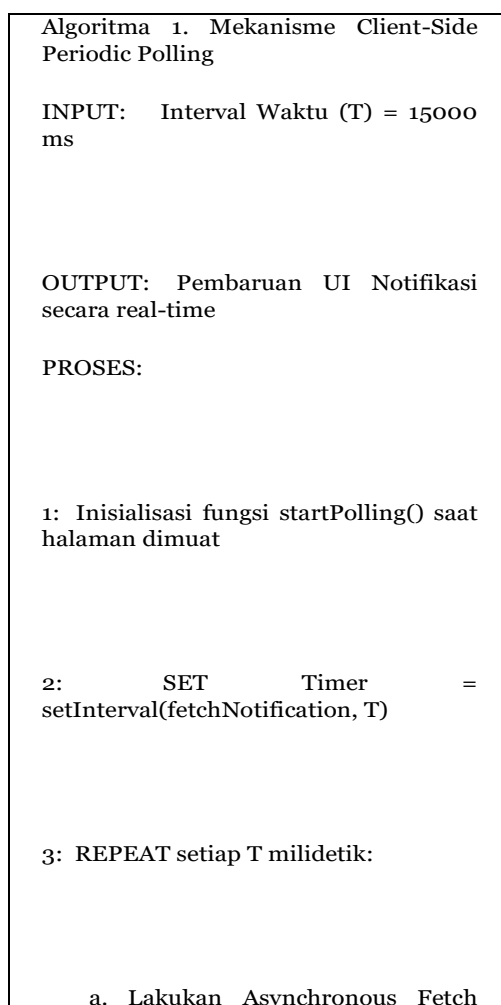 Algoritma 1. Mekanisme Client-Side
Periodic Polling
INPUT: Interval Waktu (T) = 15000
ms
OUTPUT: Pembaruan UI Notifikasi
secara real-time
PROSES:
1: Inisialisasi fungsi startPolling() saat
halaman dimuat
2: SET Timer =
setInterval(fetchNotification, T)
3: REPEAT setiap T milidetik:
a. Lakukan Asynchronous Fetch